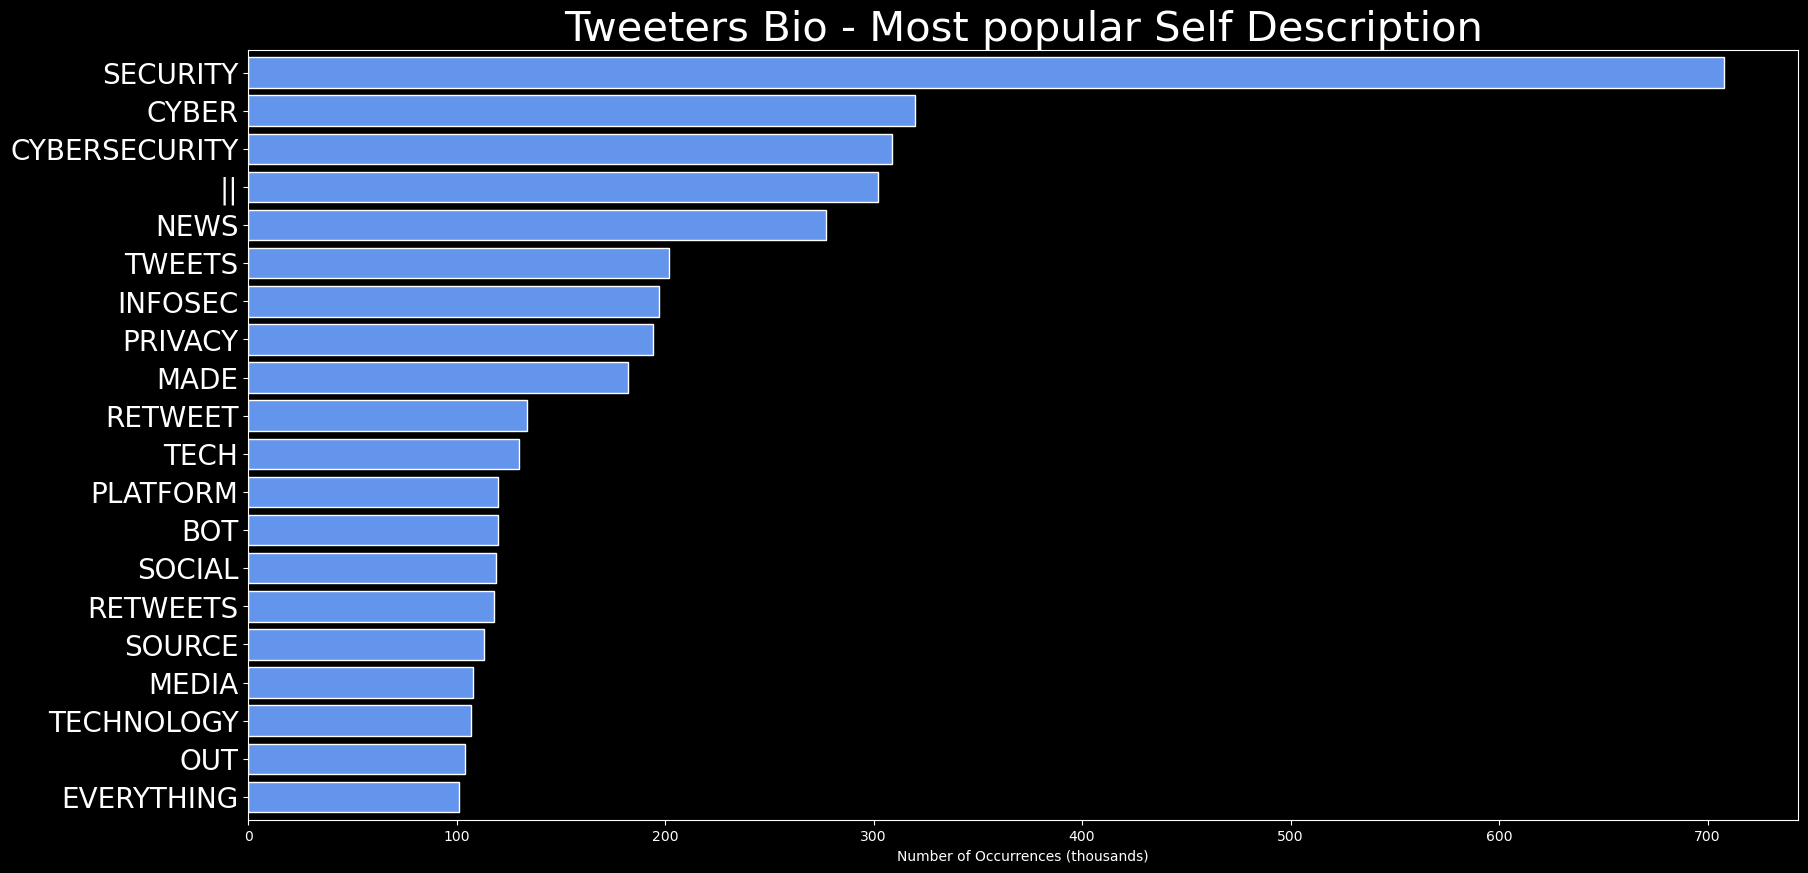 Tweeters Bio - Most popular Self Description
SECURITY
CYBER
CYBERSECURITY
||
NEWS
TWEETS
INFOSEC
PRIVACY
MADE
RETWEET
TECH
PLATFORM
BOT
SOCIAL
RETWEETS
SOURCE
MEDIA
TECHNOLOGY
OUT
EVERYTHING
0 100 200 300 400 500 600 700
Number of Occurrences (thousands)